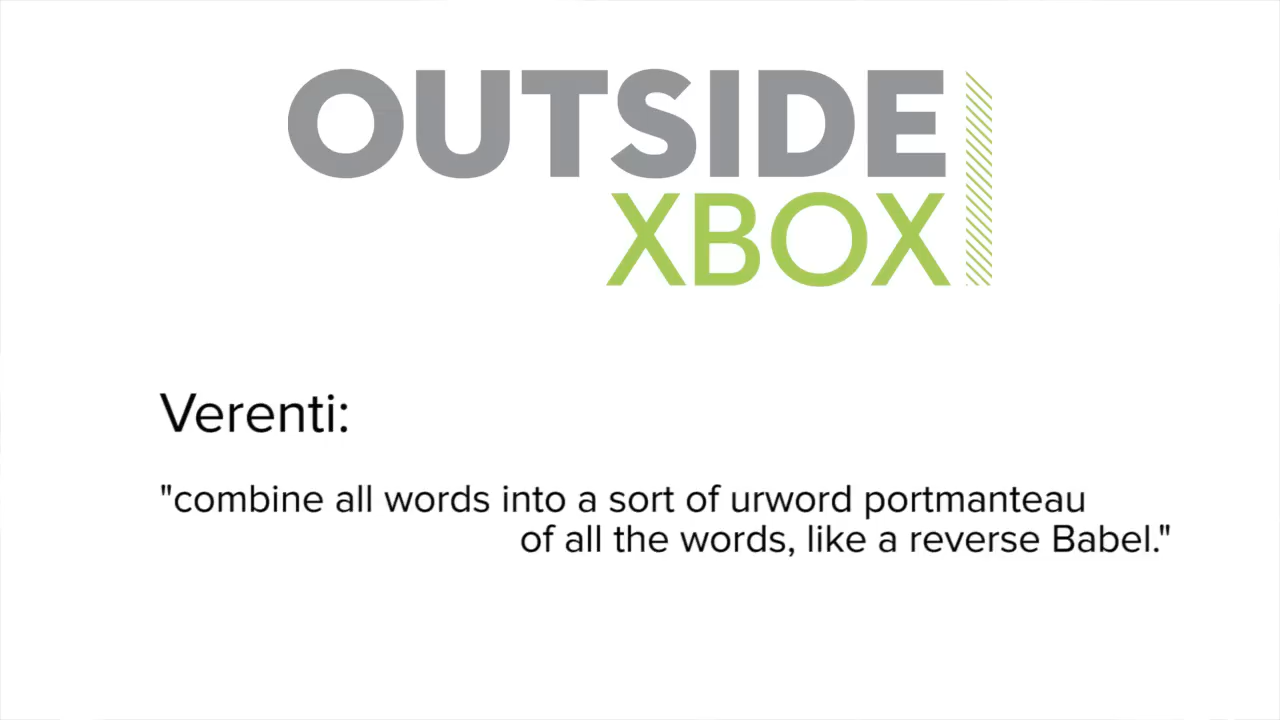 OUTSIDE
XBOX
Verenti:
"combine all words into a sort of urword portmanteau
of all the words, like a reverse Babel."